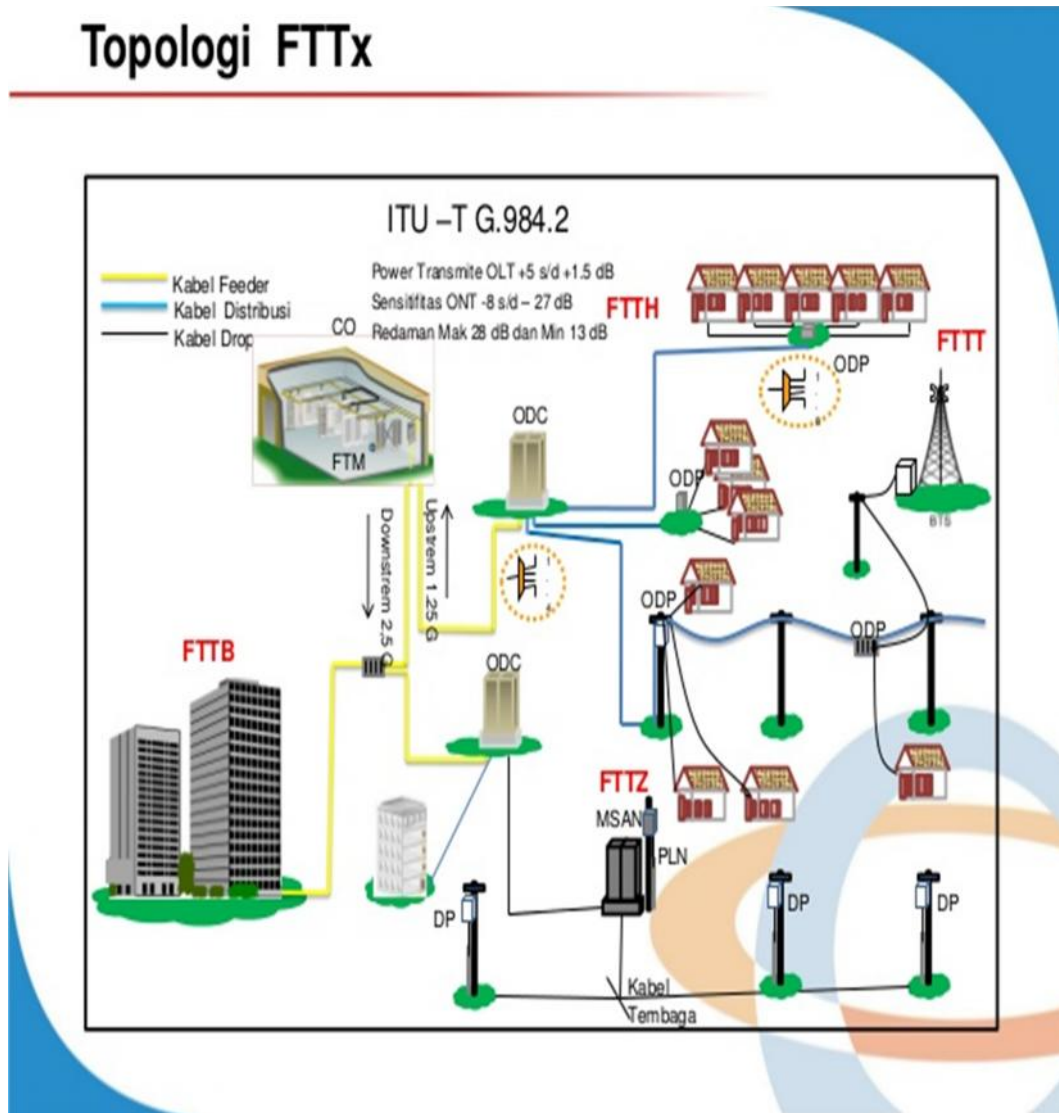 Topologi FTTx
ITU –T G.984.2
Kabel Feeder
Kabel Distribusi
Kabel Drop
Power Transmite OLT +5 s/d +1.5 dB
Sensitifitas ONT -8 s/d – 27 dB
Redaman Mak 28 dB dan Min 13 dB
CO
FTM
FTTH
FTTT
ODP
ODC
ODP
BTS
Downstrem 2.5 G
Upstrem 1.25 G
ODP
ODP
FTTB
ODC
FTTZ
MSAN
PLN
DP
DP
DP
Kabel
Tembaga